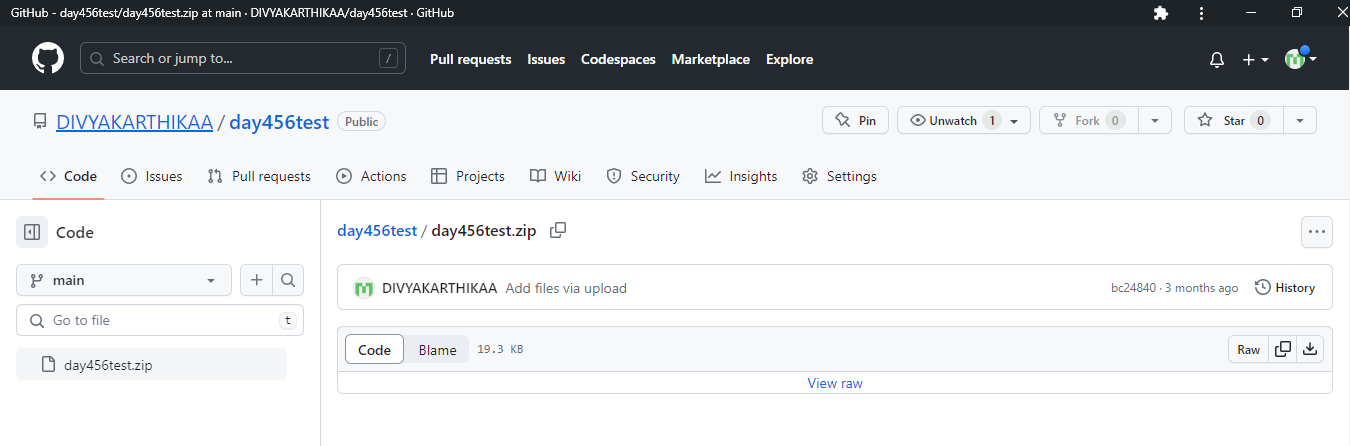 GitHub - day456test/day456test.zip at main · DIVYAKARTHIKAA/day456test · GitHub
Search or jump to... /
Pull requests Issues Codespaces Marketplace Explore
DIVYAKARTHIKAA / day456test Public
Pin Unwatch 1 Fork 0 Star 0
Code Issues Pull requests Actions Projects Wiki Security Insights Settings
Code
main
Go to file t
day456test.zip
day456test / day456test.zip
DIVYAKARTHIKAA Add files via upload bc24840 · 3 months ago History
Code Blame 19.3 KB Raw
View raw